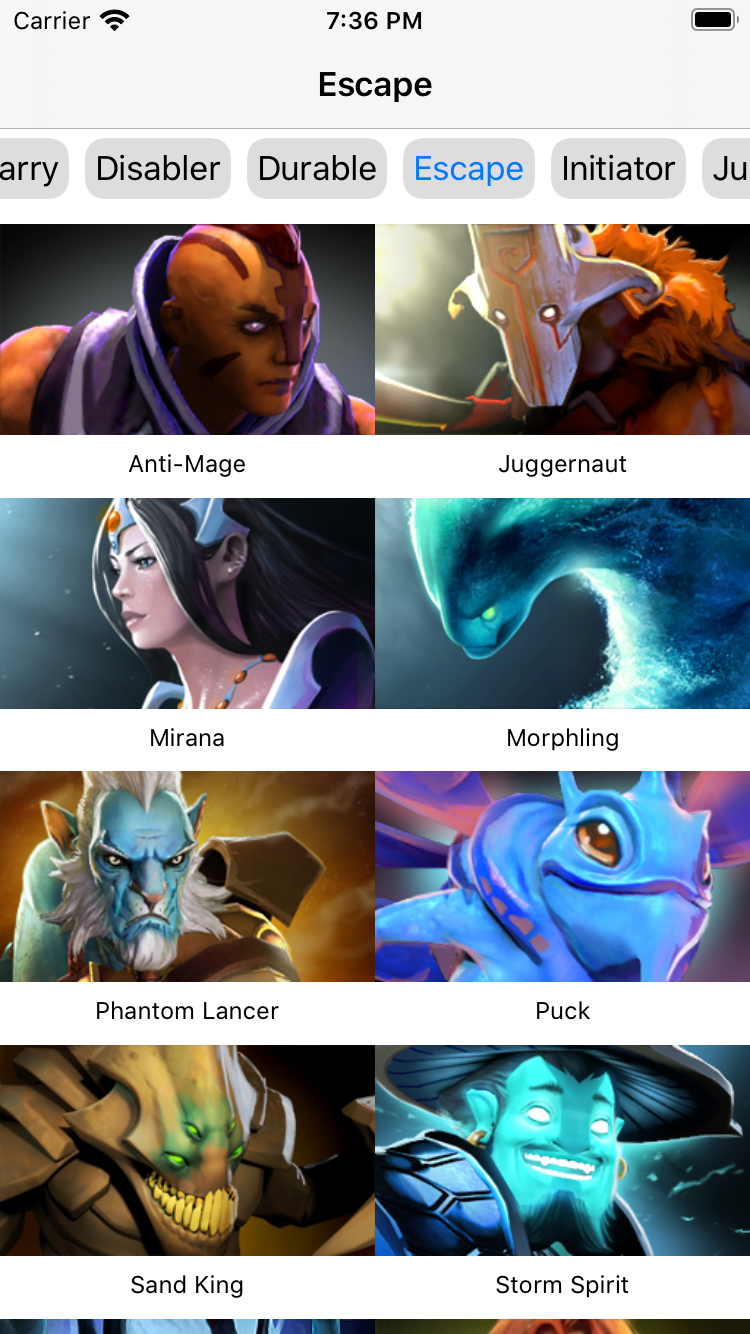 Carrier 7:36 PM
Escape
arry Disabler Durable Escape Initiator Ju
Anti-Mage Juggernaut
Mirana Morphling
Phantom Lancer Puck
Sand King Storm Spirit